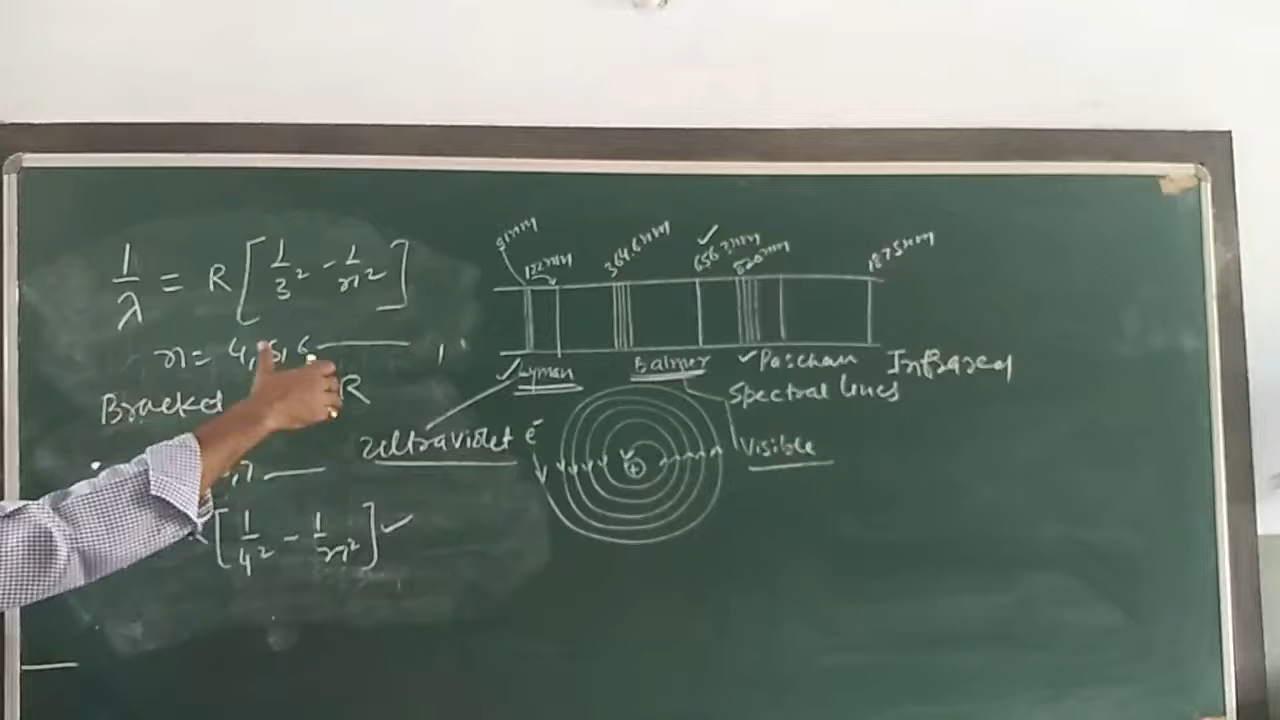 1/λ = R [1/3² - 1/n²]
n = 4, 5, 6
Bracket R
, 7
[1/4² - 1/n²] ✓
91nm 122nm 364.6nm ✓ 656.3nm 820nm 1875nm
✓ Lyman Balmer ✓ Paschan Infrared
Spectral lines
Ultraviolet e⁻ + Visible